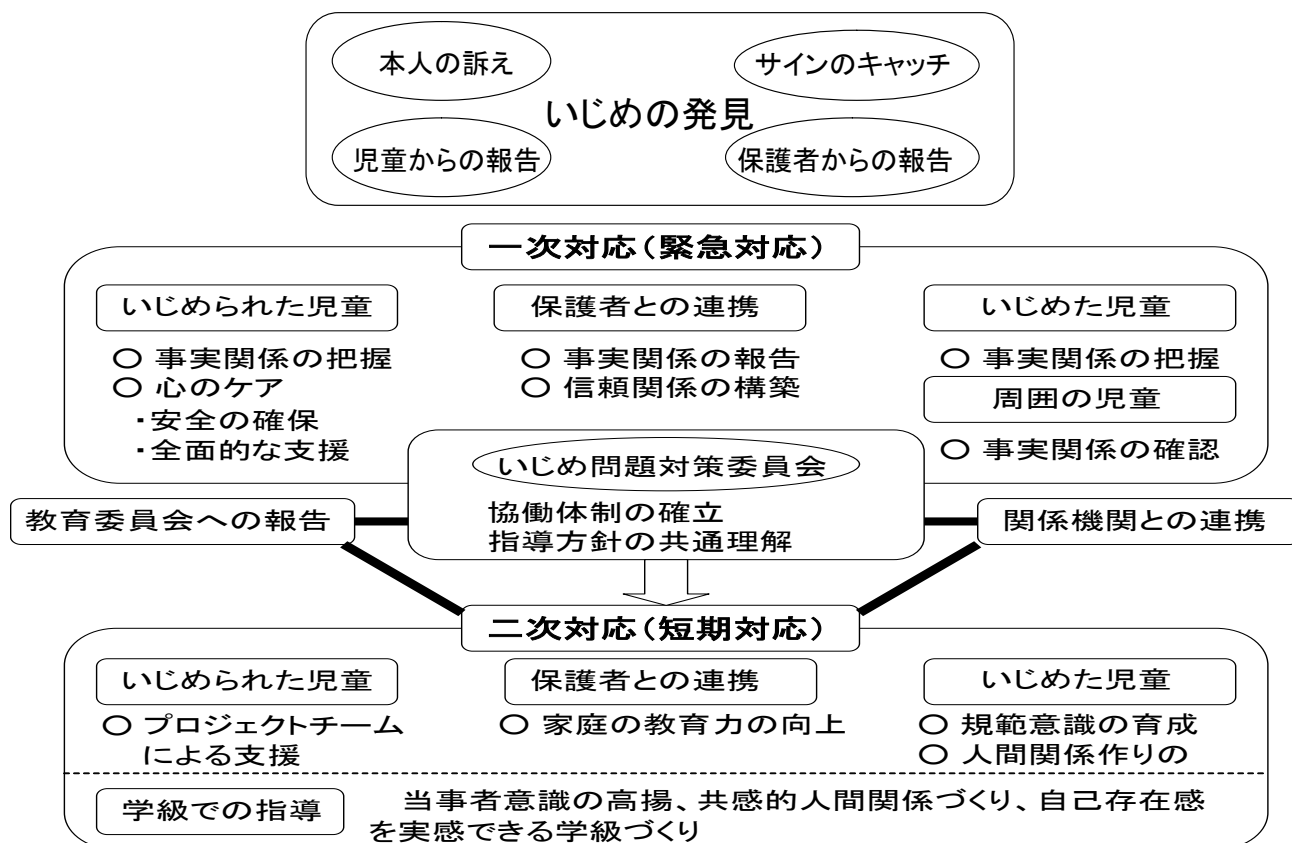 本人の訴え
サインのキャッチ
いじめの発見
児童からの報告
保護者からの報告
一次対応（緊急対応）
いじめられた児童
○ 事実関係の把握
○ 心のケア
・安全の確保
・全面的な支援
保護者との連携
○ 事実関係の報告
○ 信頼関係の構築
いじめた児童
○ 事実関係の把握
周囲の児童
○ 事実関係の確認
いじめ問題対策委員会
協働体制の確立
指導方針の共通理解
教育委員会への報告
関係機関との連携
二次対応（短期対応）
いじめられた児童
○ プロジェクトチーム
による支援
保護者との連携
○ 家庭の教育力の向上
いじめた児童
○ 規範意識の育成
○ 人間関係作りの
学級での指導
当事者意識の高揚、共感的人間関係づくり、自己存在感
を実感できる学級づくり